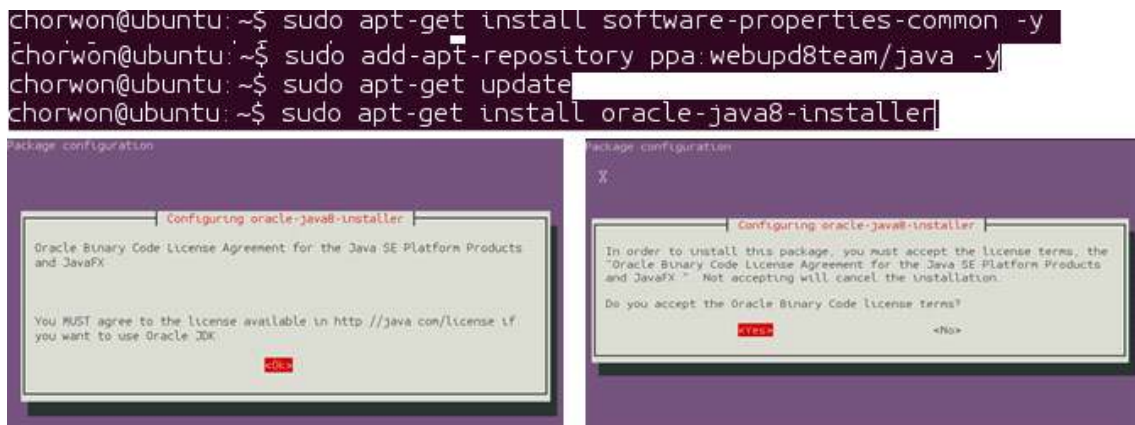 chorwon@ubuntu:~$ sudo apt-get install software-properties-common -y
chorwon@ubuntu:~$ sudo add-apt-repository ppa:webupd8team/java -y
chorwon@ubuntu:~$ sudo apt-get update
chorwon@ubuntu:~$ sudo apt-get install oracle-java8-installer
Package configuration
Configuring oracle-java8-installer
Oracle Binary Code License Agreement for the Java SE Platform Products
and JavaFX
You MUST agree to the license available in http //java com/license if
you want to use Oracle JDK
<Ok>
Package configuration
X
Configuring oracle-java8-installer
In order to install this package, you must accept the license terms, the
"Oracle Binary Code License Agreement for the Java SE Platform Products
and JavaFX " Not accepting will cancel the installation
Do you accept the Oracle Binary Code license terms?
<Yes> <No>